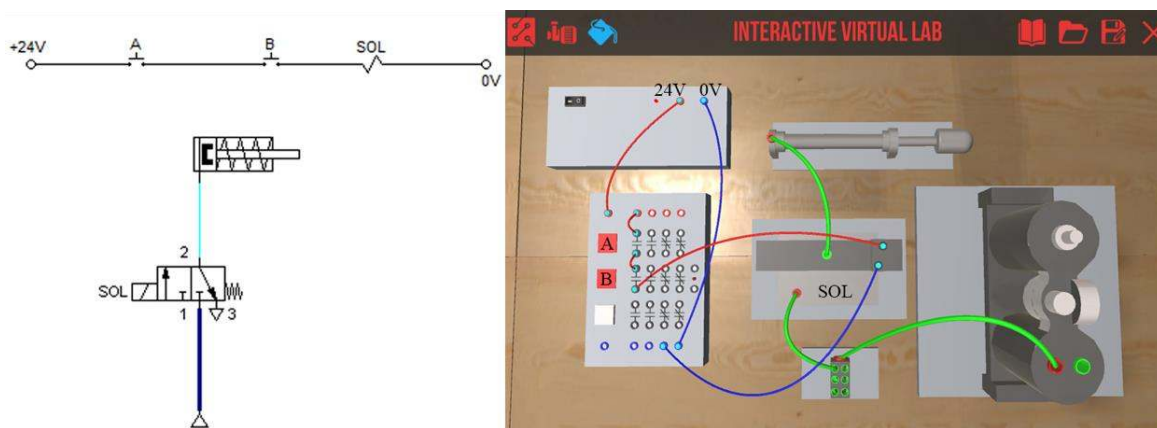 +24V
A
B
SOL
0V
2
SOL
1
3
INTERACTIVE VIRTUAL LAB
24V
0V
A
B
SOL